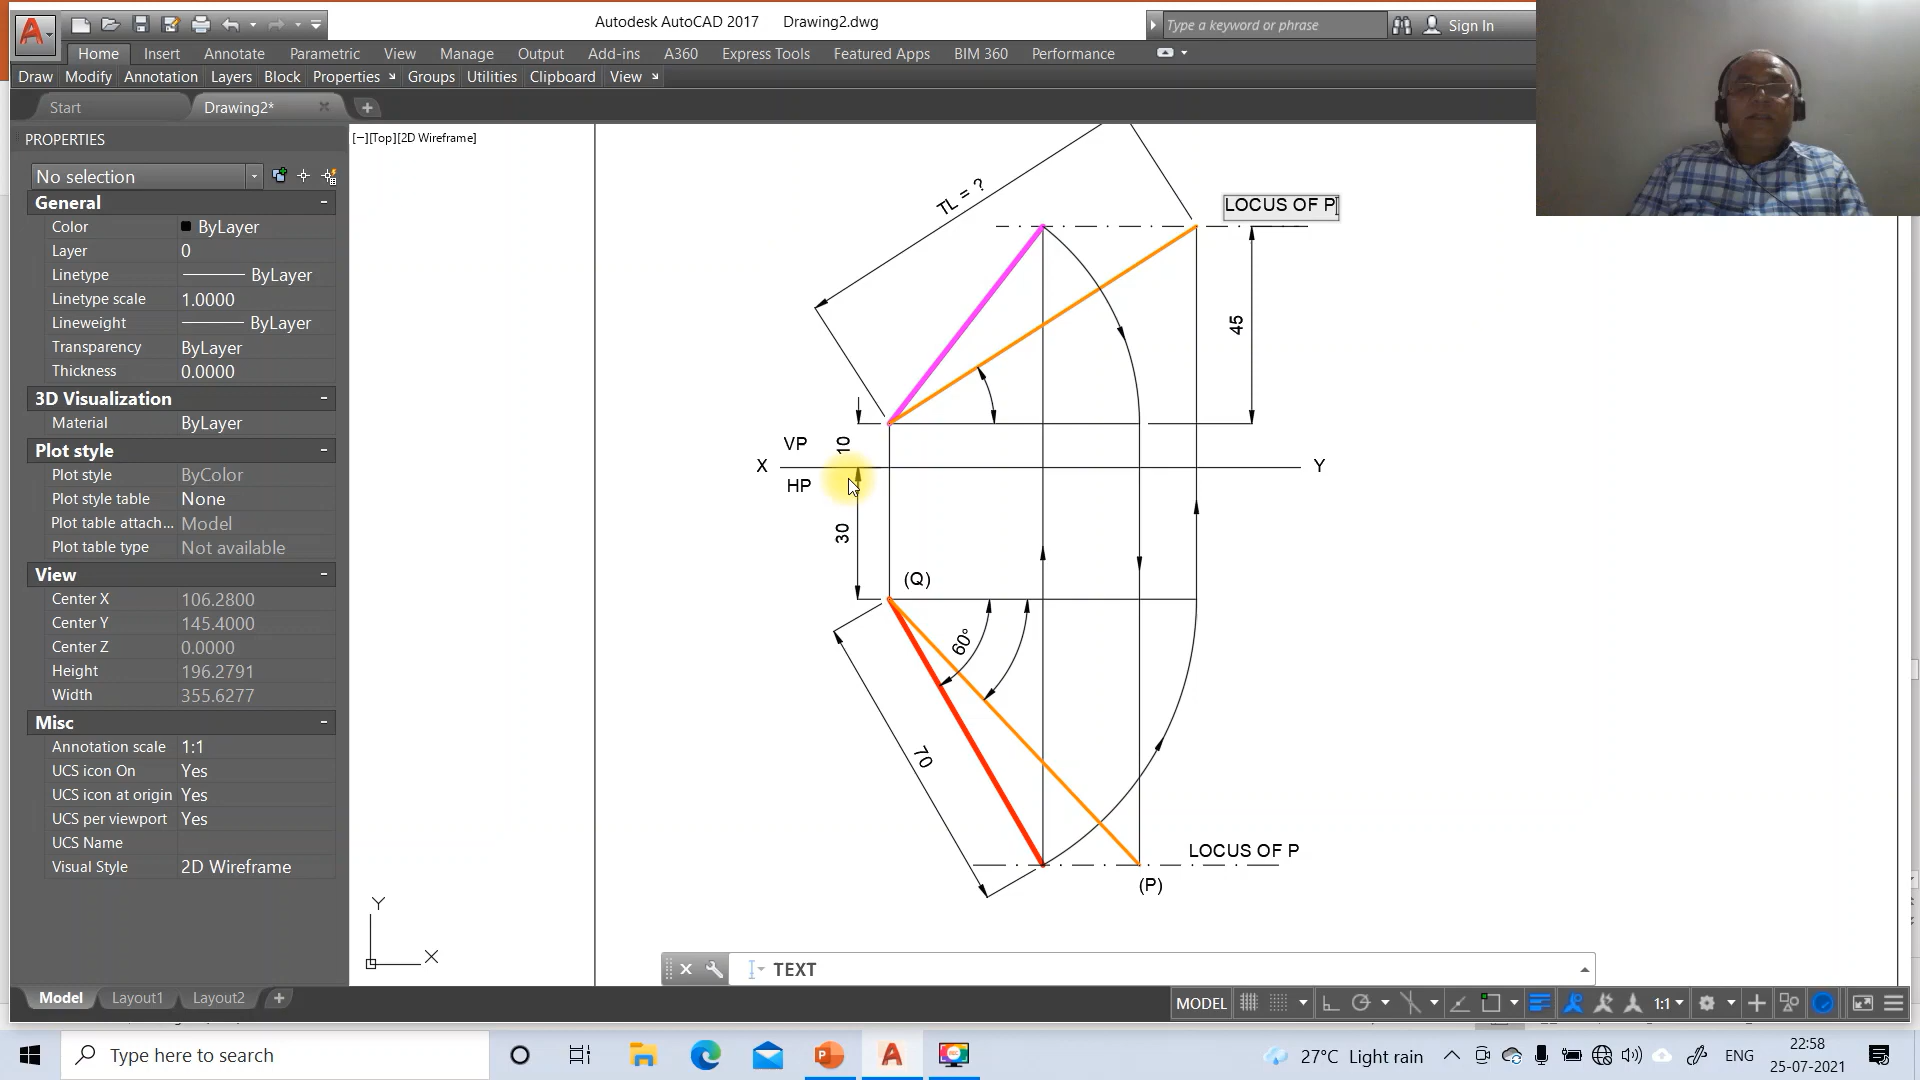 Autodesk AutoCAD 2017 Drawing2.dwg
Type a keyword or phrase
Sign In
Home Insert Annotate Parametric View Manage Output Add-ins A360 Express Tools Featured Apps BIM 360 Performance
Draw Modify Annotation Layers Block Properties Groups Utilities Clipboard View
Start Drawing2*
PROPERTIES
[−][Top][2D Wireframe]
No selection
General
Color ByLayer
Layer 0
Linetype ByLayer
Linetype scale 1.0000
Lineweight ByLayer
Transparency ByLayer
Thickness 0.0000
3D Visualization
Material ByLayer
Plot style
Plot style ByColor
Plot style table None
Plot table attach... Model
Plot table type Not available
View
Center X 106.2800
Center Y 145.4000
Center Z 0.0000
Height 196.2791
Width 355.6277
Misc
Annotation scale 1:1
UCS icon On Yes
UCS icon at origin Yes
UCS per viewport Yes
UCS Name
Visual Style 2D Wireframe
TL = ?
LOCUS OF P
45
VP 10
X Y
HP
30
(Q)
60°
70
LOCUS OF P
(P)
Y
X
TEXT
Model Layout1 Layout2
MODEL 1:1
Type here to search
27°C Light rain
ENG
22:58
25-07-2021